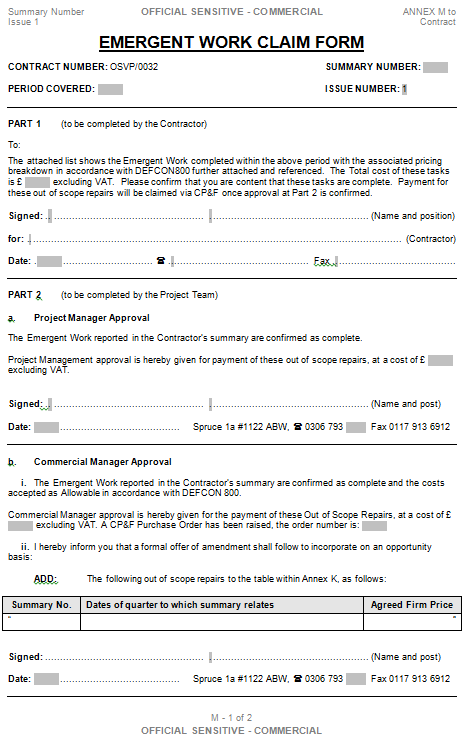 Summary Number OFFICIAL SENSITIVE - COMMERCIAL ANNEX M to
Issue 1 Contract
EMERGENT WORK CLAIM FORM
CONTRACT NUMBER: OSVP/0032 SUMMARY NUMBER:
PERIOD COVERED: ISSUE NUMBER: 1
PART 1 (to be completed by the Contractor)
To:
The attached list shows the Emergent Work completed within the above period with the associated pricing
breakdown in accordance with DEFCON800 further attached and referenced. The Total cost of these tasks
is £ excluding VAT. Please confirm that you are content that these tasks are complete. Payment for
these out of scope repairs will be claimed via CP&F once approval at Part 2 is confirmed.
Signed: (Name and position)
for: (Contractor)
Date: ☎ Fax
PART 2 (to be completed by the Project Team)
a. Project Manager Approval
The Emergent Work reported in the Contractor's summary are confirmed as complete.
Project Management approval is hereby given for payment of these out of scope repairs, at a cost of £
excluding VAT.
Signed: (Name and post)
Date: Spruce 1a #1122 ABW, ☎ 0306 793 Fax 0117 913 6912
b. Commercial Manager Approval
i. The Emergent Work reported in the Contractor's summary are confirmed as complete and the costs
accepted as Allowable in accordance with DEFCON 800.
Commercial Manager approval is hereby given for the payment of these Out of Scope Repairs, at a cost of £
excluding VAT. A CP&F Purchase Order has been raised, the order number is:
ii. I hereby inform you that a formal offer of amendment shall follow to incorporate on an opportunity
basis:
ADD: The following out of scope repairs to the table within Annex K, as follows:
Summary No. Dates of quarter to which summary relates Agreed Firm Price
" "
Signed: (Name and post)
Date: Spruce 1a #1122 ABW, ☎ 0306 793 Fax 0117 913 6912
M - 1 of 2
OFFICIAL SENSITIVE - COMMERCIAL